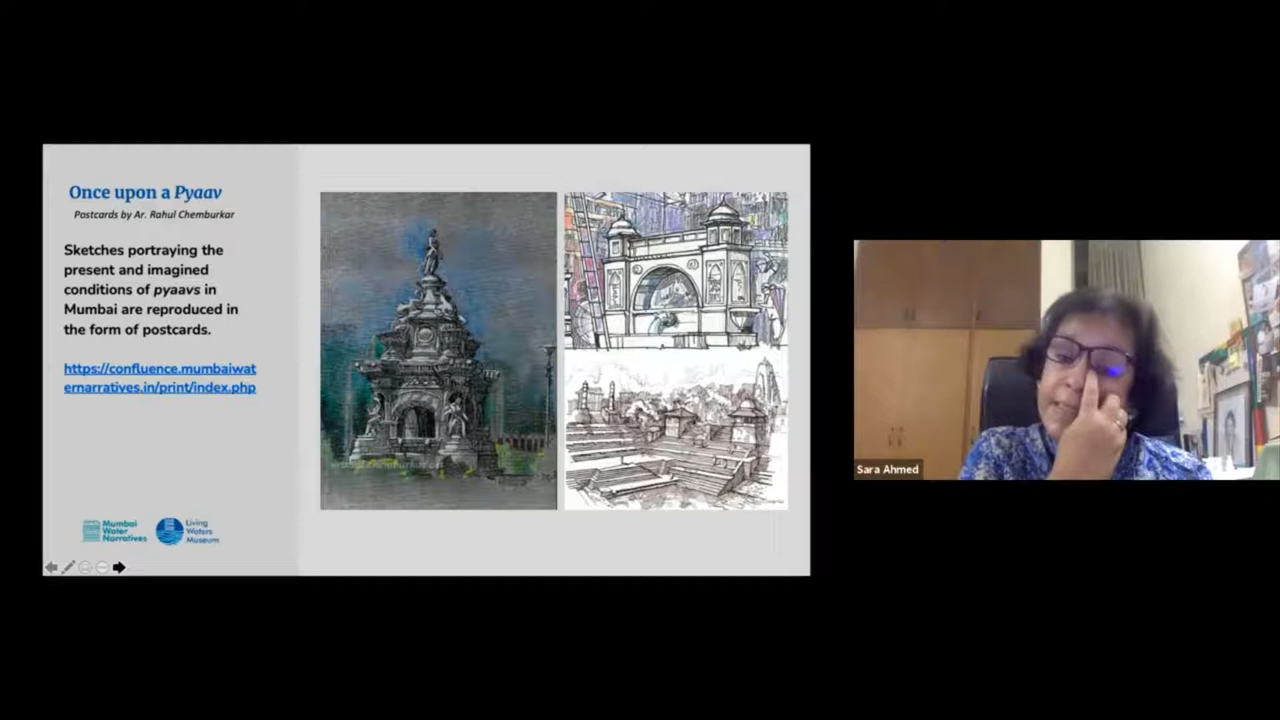 Once upon a Pyaav
Postcards by Ar. Rahul Chemburkar
Sketches portraying the
present and imagined
conditions of pyaavs in
Mumbai are reproduced in
the form of postcards.
https://confluence.mumbaiwat
ernarratives.in/print/index.php
Mumbai
Water
Narratives
Living
Waters
Museum
Sara Ahmed